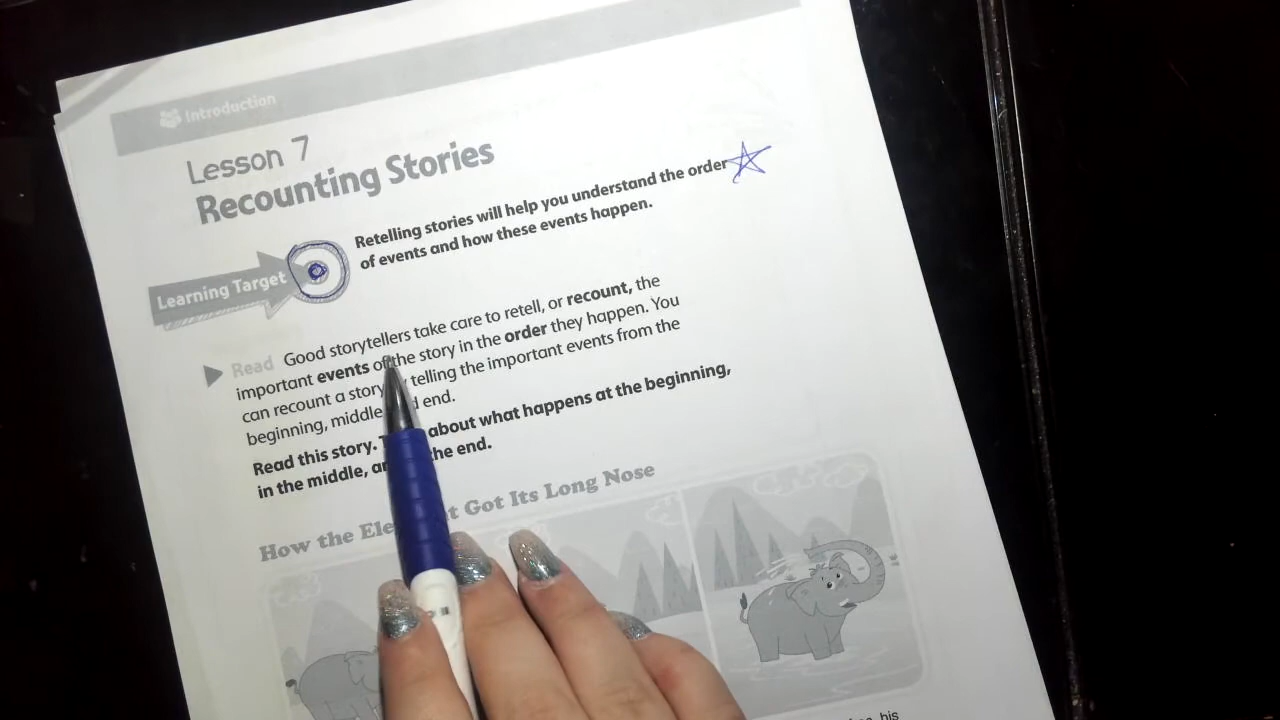 Introduction
Lesson 7
Recounting Stories
Learning Target
Retelling stories will help you understand the order
of events and how these events happen.
Read Good storytellers take care to retell, or recount, the
important events of the story in the order they happen. You
can recount a story telling the important events from the
beginning, middle end.
Read this story. about what happens at the beginning,
in the middle, the end.
How the Got Its Long Nose
his